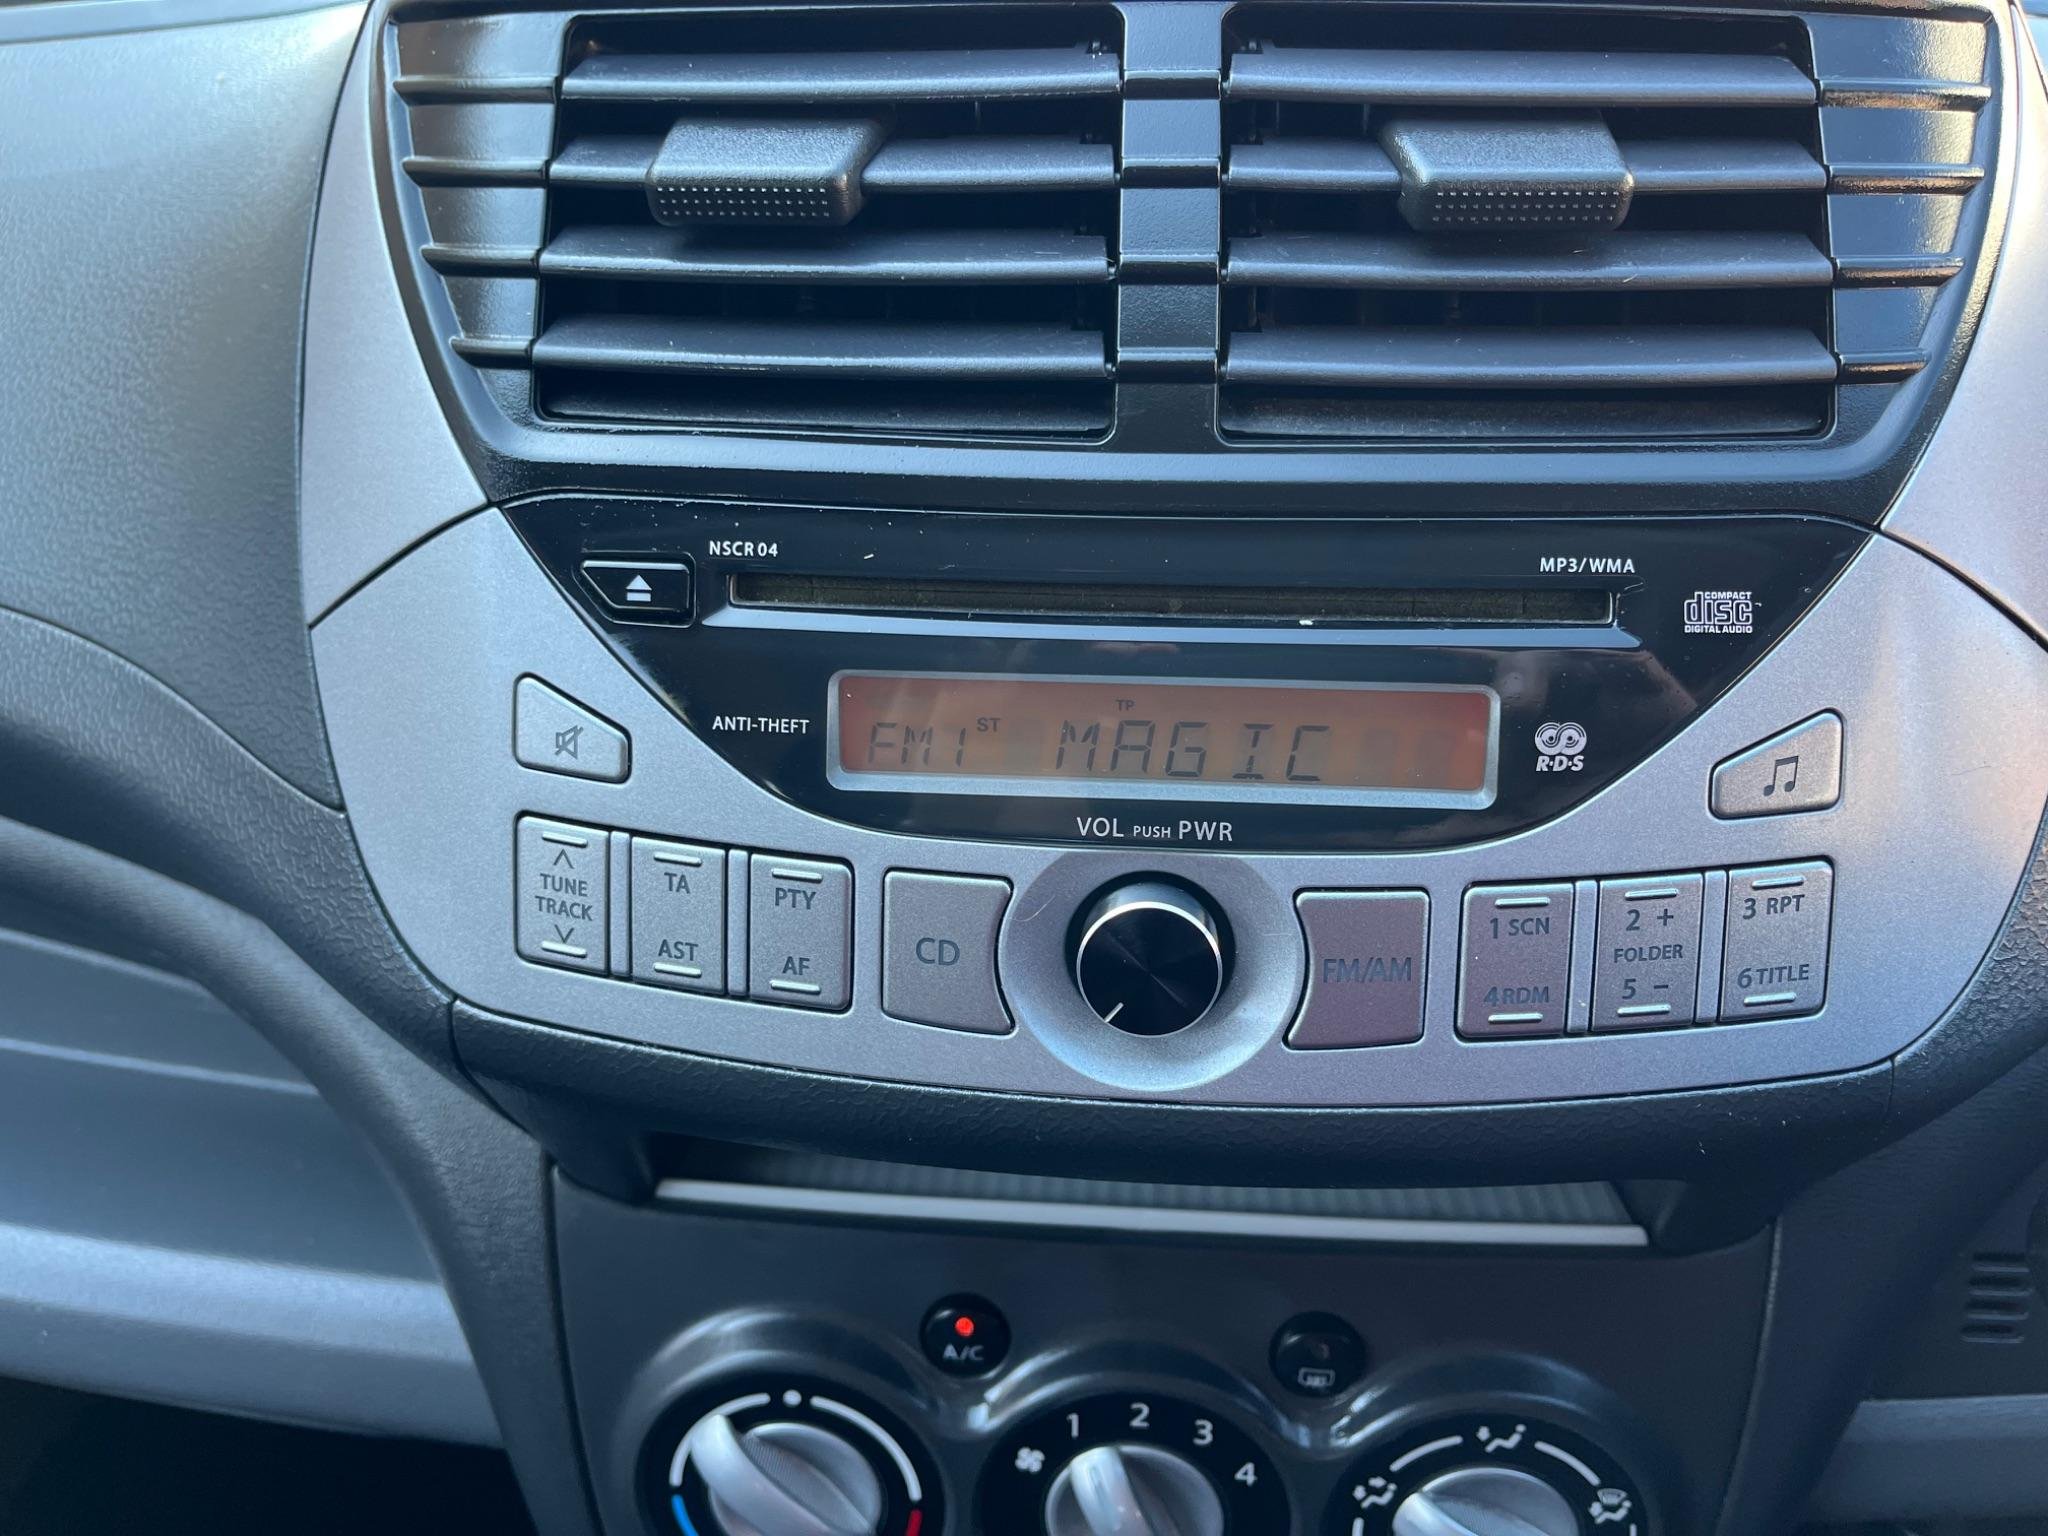 NSCR04
MP3/WMA
COMPACT
disc
DIGITAL AUDIO
ANTI-THEFT
TP
FM1 ST MAGIC
R·D·S
VOL PUSH PWR
TUNE
TRACK
TA
AST
PTY
AF
CD
FM/AM
1 SCN
4 RDM
2 +
FOLDER
5 -
3 RPT
6 TITLE
A/C
1 2 3 4